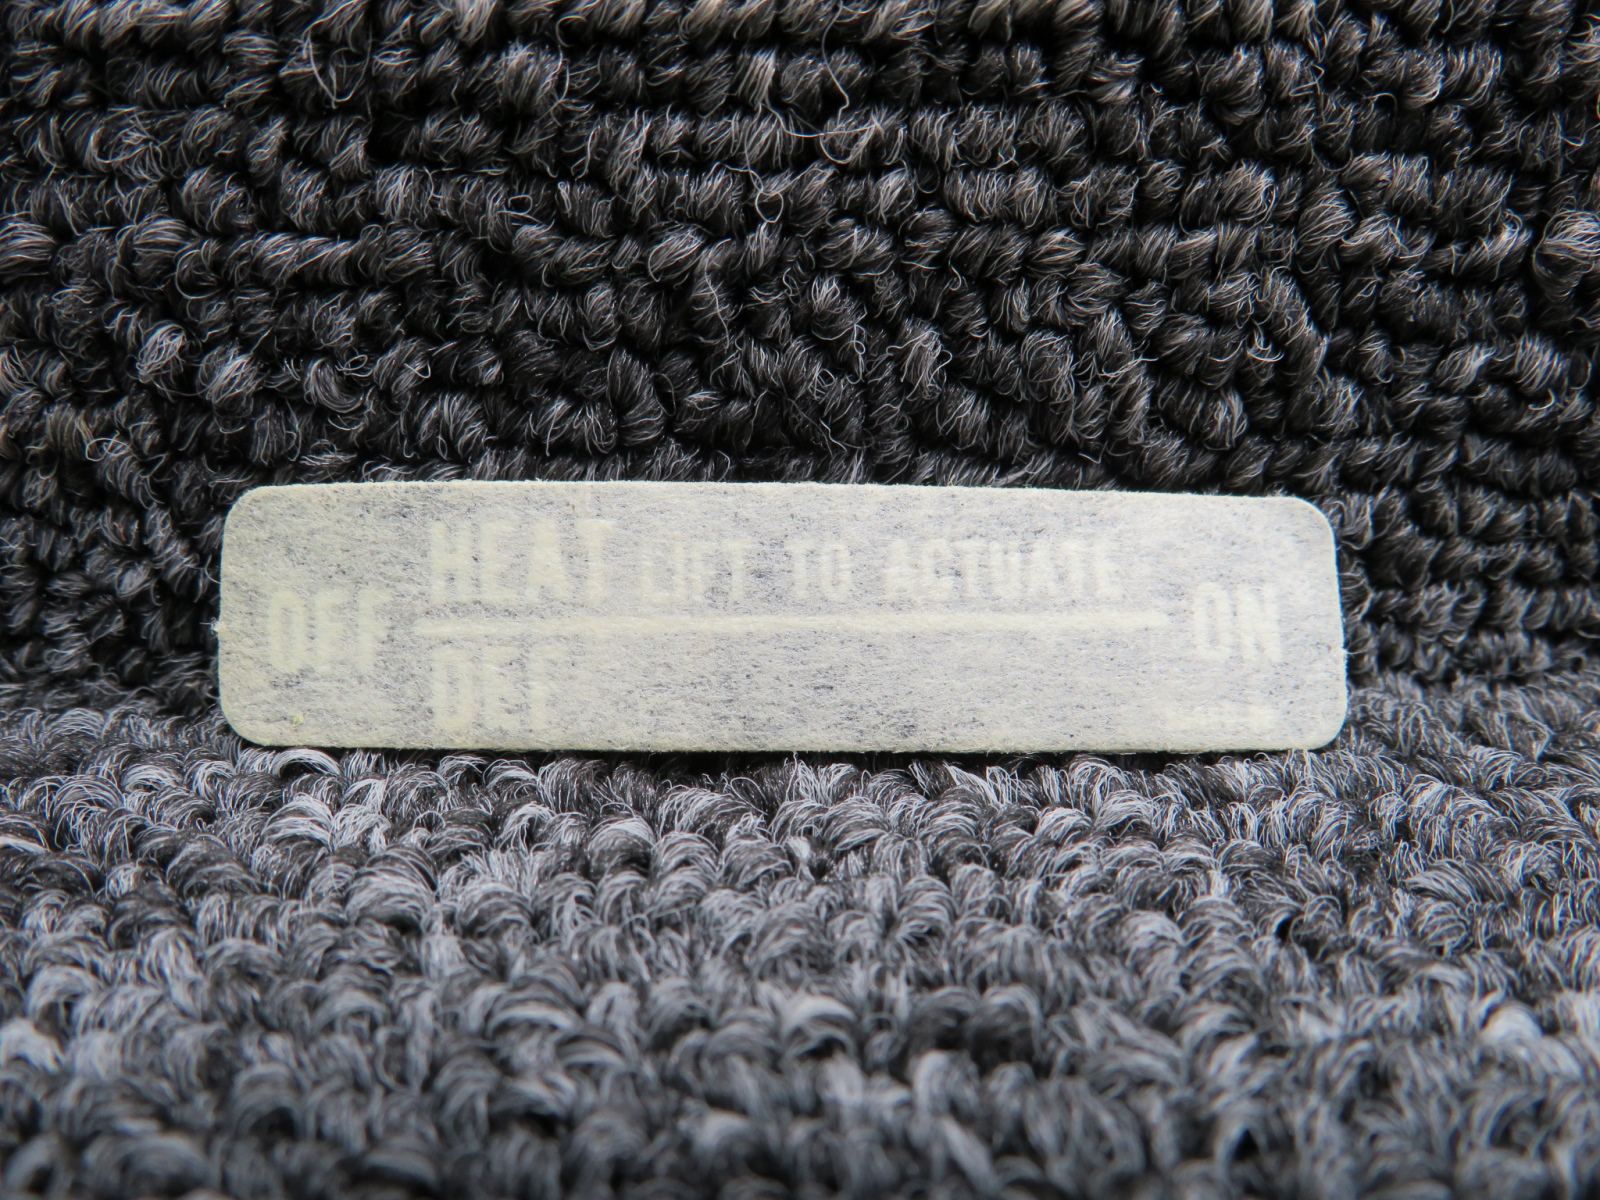 HEAT LIFT TO ACTUATE
OFF ON
DEF